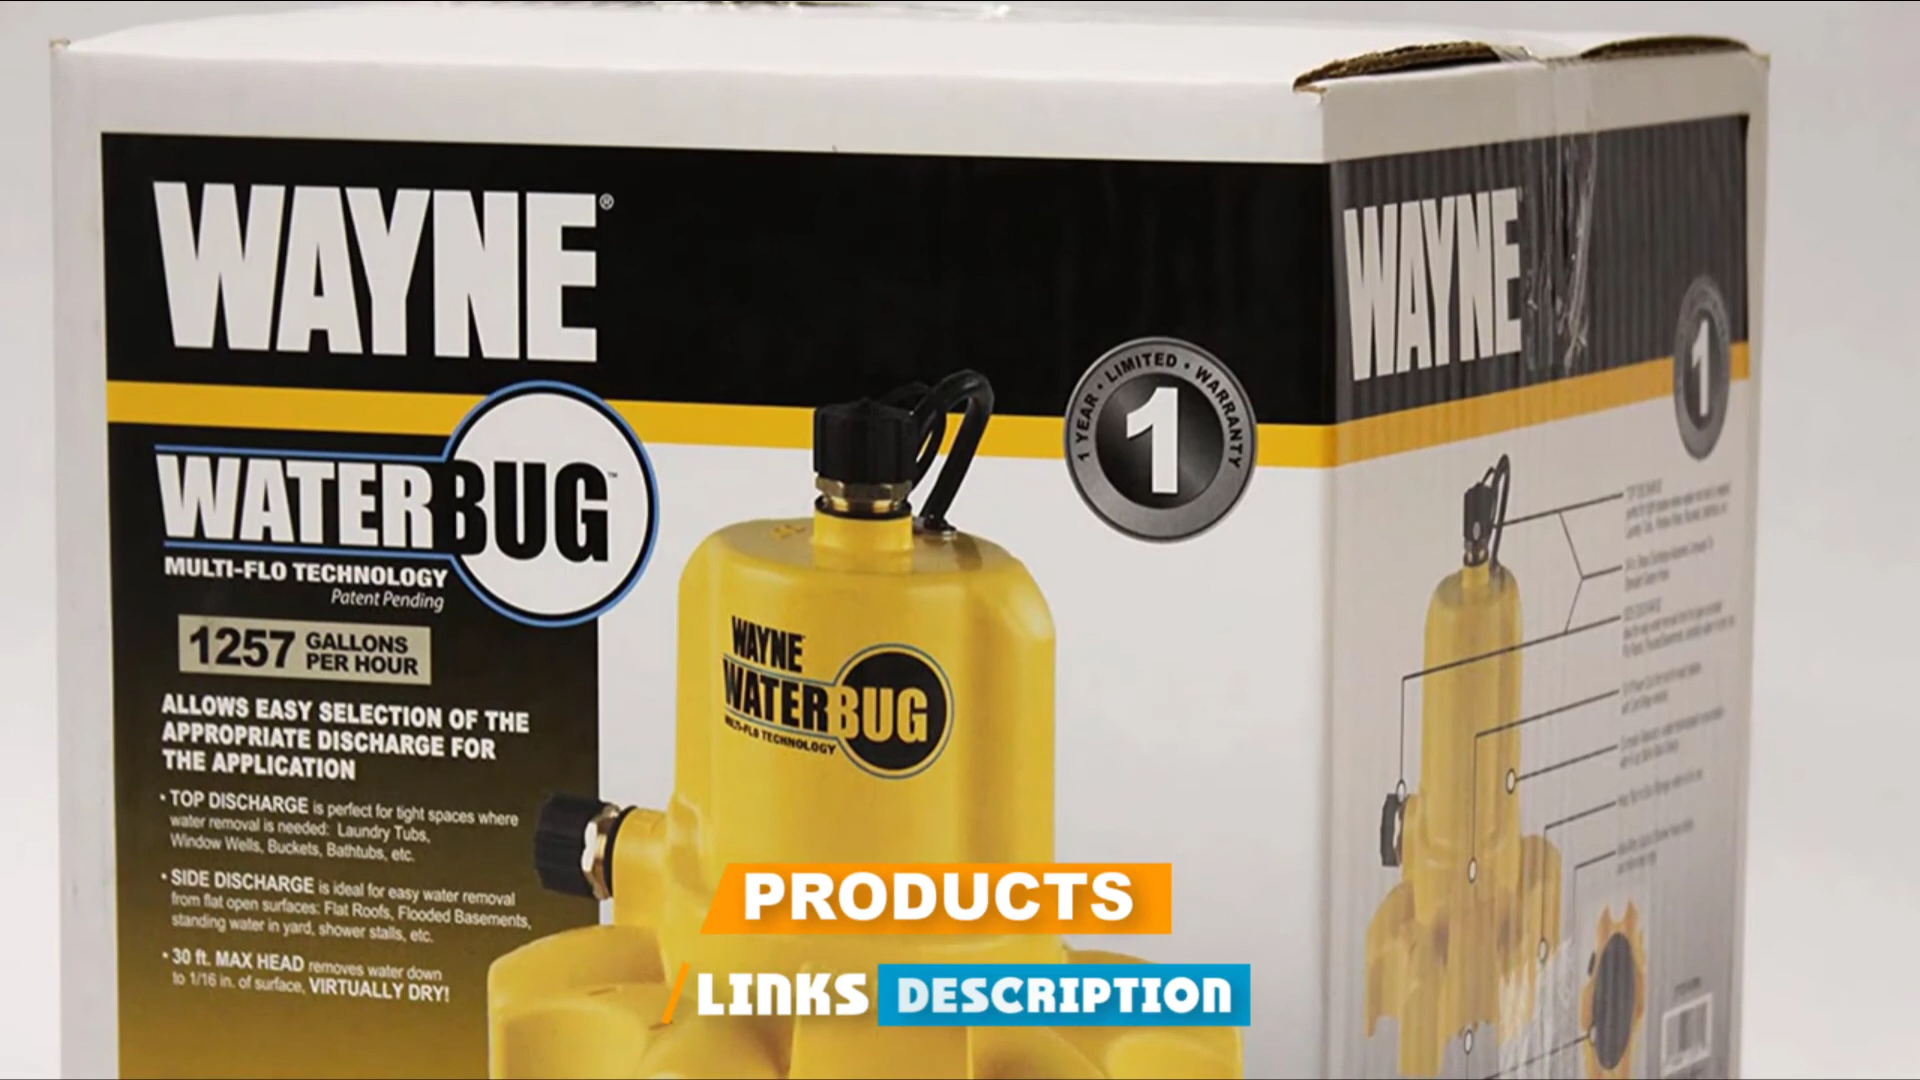 WAYNE®
WATERBUG™
MULTI-FLO TECHNOLOGY
Patent Pending
1257 GALLONS
PER HOUR
ALLOWS EASY SELECTION OF THE
APPROPRIATE DISCHARGE FOR
THE APPLICATION
• TOP DISCHARGE is perfect for tight spaces where
water removal is needed: Laundry Tubs,
Window Wells, Buckets, Bathtubs, etc.
• SIDE DISCHARGE is ideal for easy water removal
from flat open surfaces: Flat Roofs, Flooded Basements,
standing water in yard, shower stalls, etc.
• 30 ft. MAX HEAD removes water down
to 1/16 in. of surface, VIRTUALLY DRY!
WAYNE
WATERBUG
MULTI-FLO TECHNOLOGY
1 YEAR • LIMITED • WARRANTY
1
WAYNE
1
PRODUCTS
LINKS DESCRIPTION